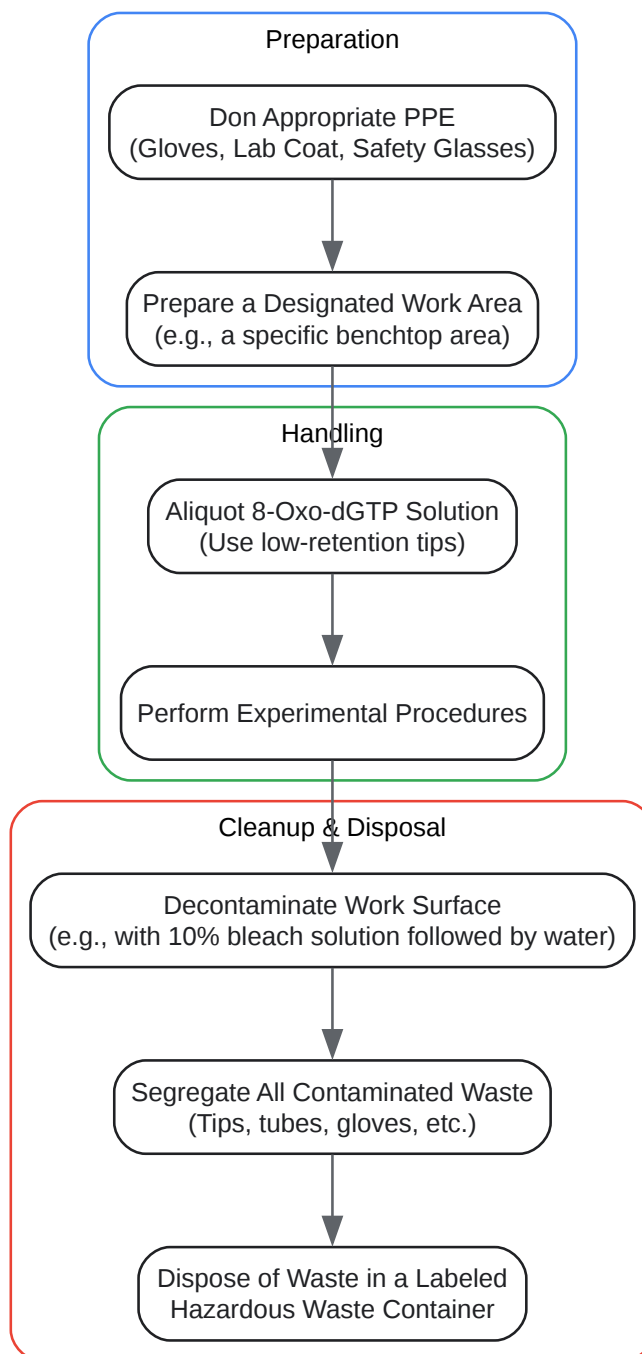 Preparation
Don Appropriate PPE
(Gloves, Lab Coat, Safety Glasses)
Prepare a Designated Work Area
(e.g., a specific benchtop area)
Handling
Aliquot 8-Oxo-dGTP Solution
(Use low-retention tips)
Perform Experimental Procedures
Cleanup & Disposal
Decontaminate Work Surface
(e.g., with 10% bleach solution followed by water)
Segregate All Contaminated Waste
(Tips, tubes, gloves, etc.)
Dispose of Waste in a Labeled
Hazardous Waste Container